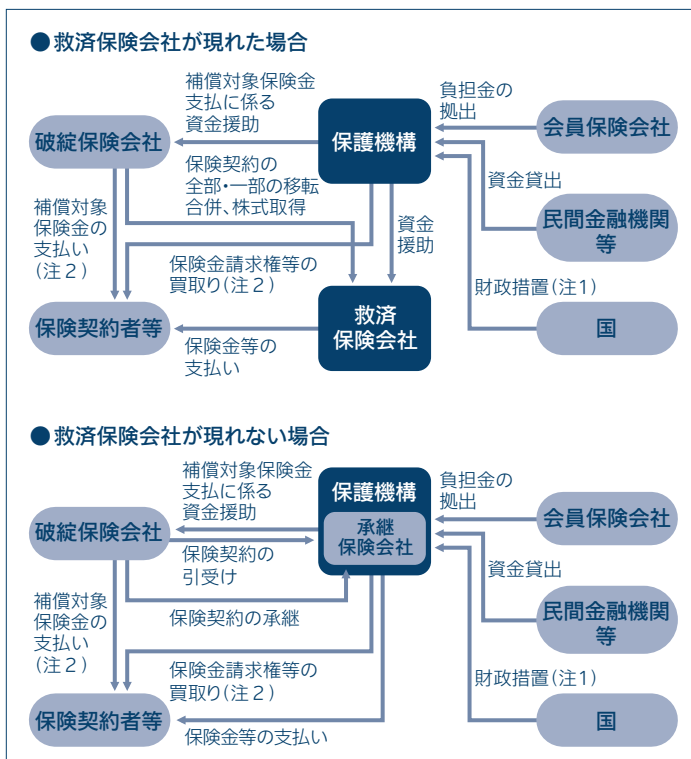 ●救済保険会社が現れた場合
補償対象保険金
支払に係る
資金援助
破綻保険会社
保護機構
負担金の
拠出
会員保険会社
保険契約の
全部・一部の移転
合併、株式取得
補償対象
保険金の
支払い
(注2)
資金
援助
資金貸出
民間金融機関
等
保険金請求権等の
買取り(注2)
財政措置(注1)
保険契約者等
救済
保険会社
国
保険金等の
支払い
●救済保険会社が現れない場合
補償対象保険金
支払に係る
資金援助
破綻保険会社
保護機構
承継
保険会社
負担金の
拠出
会員保険会社
保険契約の
引受け
資金貸出
補償対象
保険金の
支払い
(注2)
保険契約の承継
民間金融機関
等
保険金請求権等の
買取り(注2)
財政措置(注1)
保険契約者等
保険金等の支払い
国